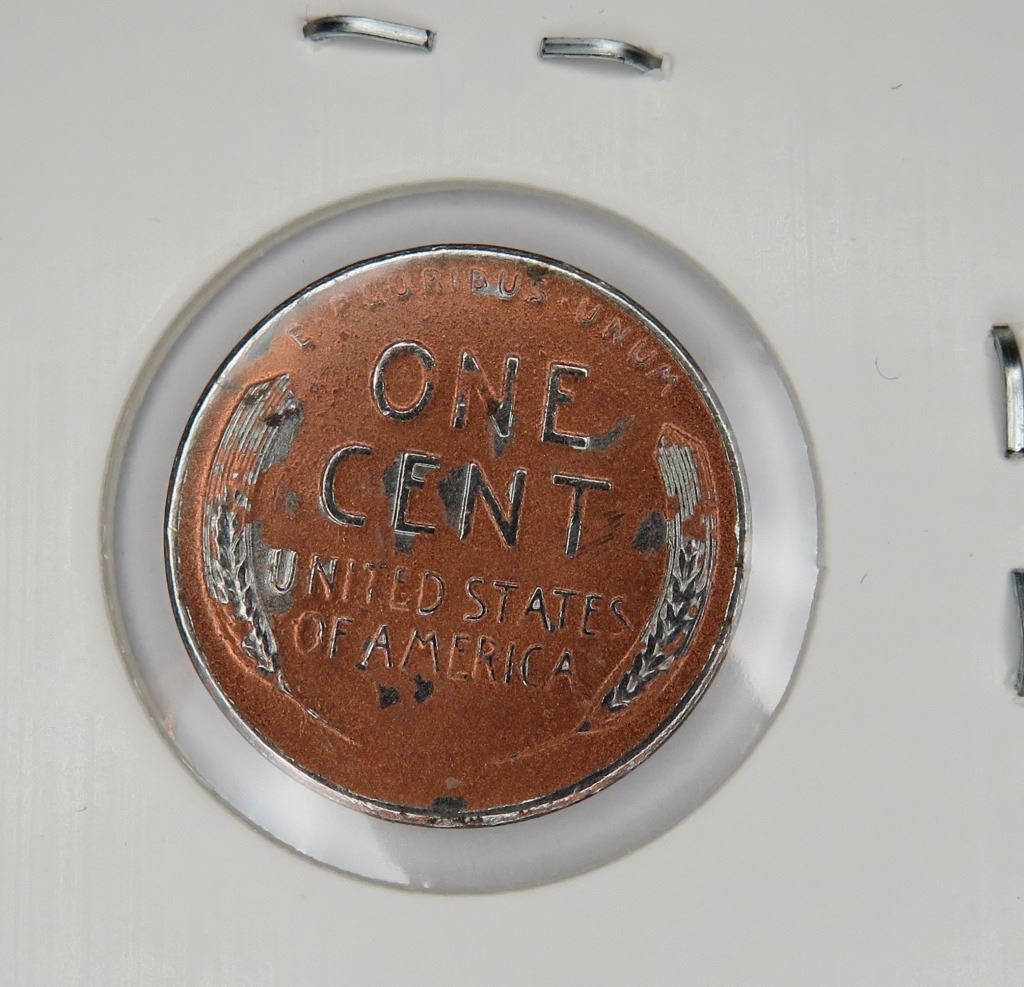 E PLURIBUS UNUM
ONE
CENT
UNITED STATES
OF AMERICA